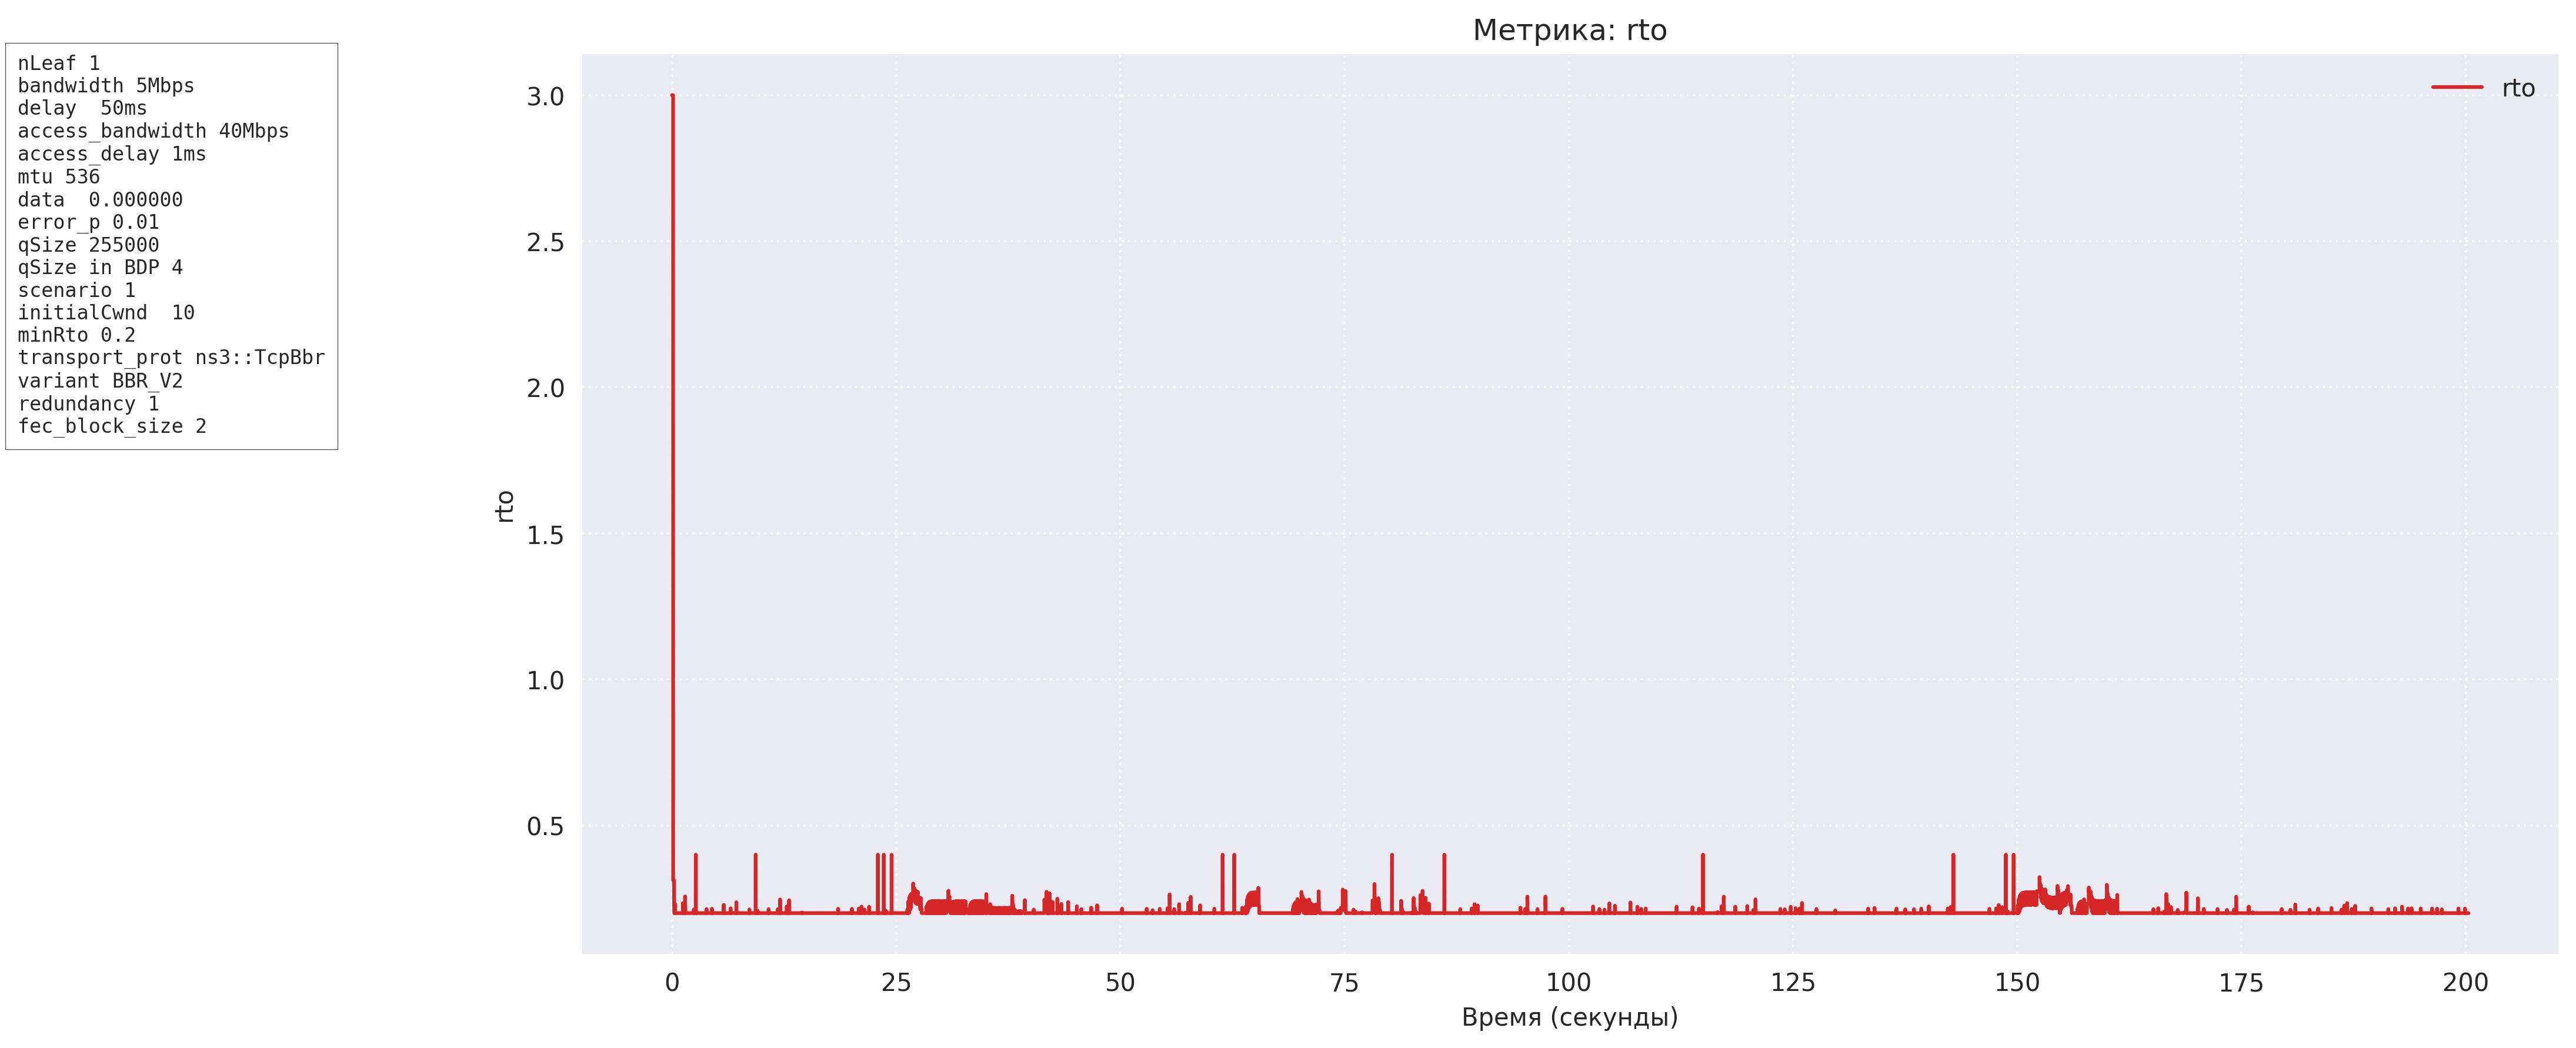 Метрика: rto
nLeaf 1
bandwidth 5Mbps
delay  50ms
access_bandwidth 40Mbps
access_delay 1ms
mtu 536
data  0.000000
error_p 0.01
qSize 255000
qSize in BDP 4
scenario 1
initialCwnd  10
minRto 0.2
transport_prot ns3::TcpBbr
variant BBR_V2
redundancy 1
fec_block_size 2
rto
3.0
2.5
2.0
1.5
1.0
0.5
rto
0 25 50 75 100 125 150 175 200
Время (секунды)